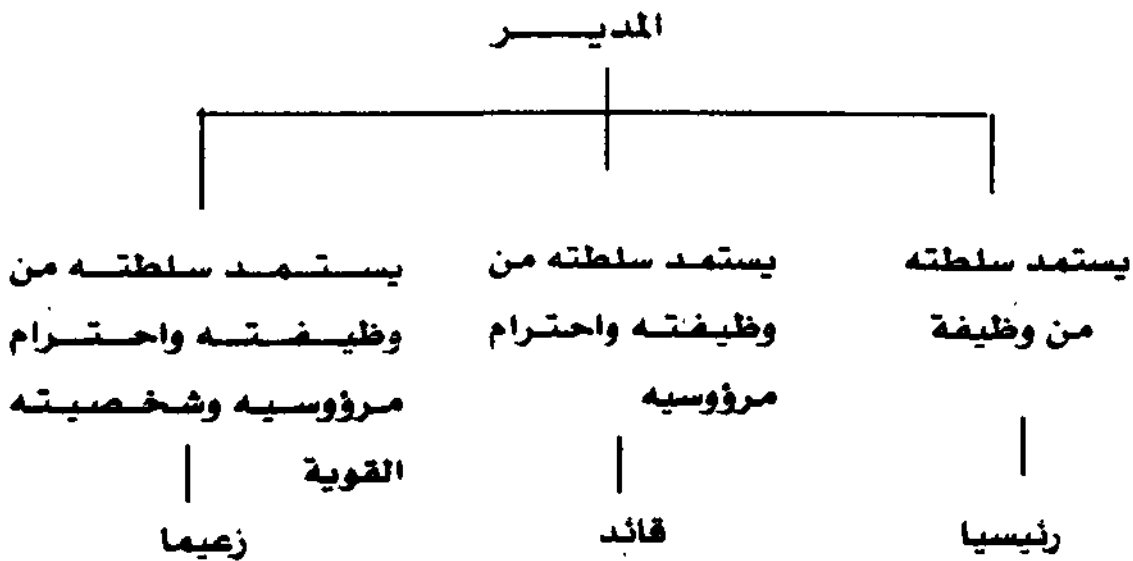 المديـــــر
يستمد سلطته
من وظيفة
رئيسيا
يستمد سلطته من
وظيفته واحترام
مرؤوسيه
قائد
يستمد سلطته من
وظيفته واحترام
مرؤوسيه وشخصيته
القوية
زعيما